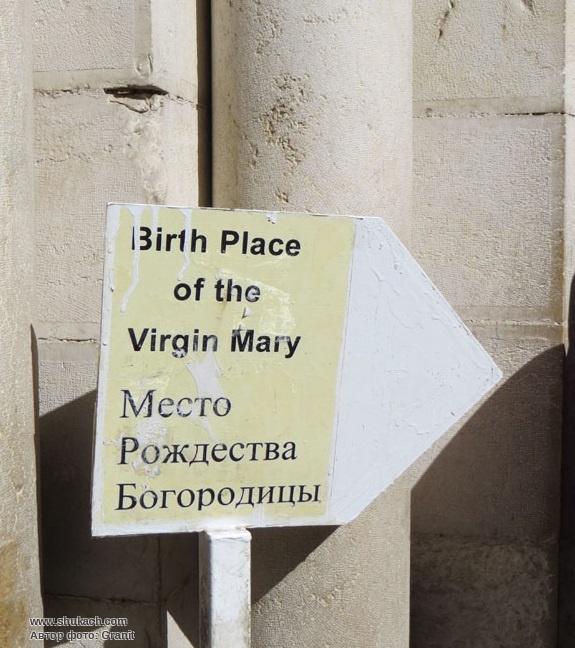 Birth Place
of the
Virgin Mary
Место
Рождества
Богородицы
www.shukach.com
Автор фото: Granit